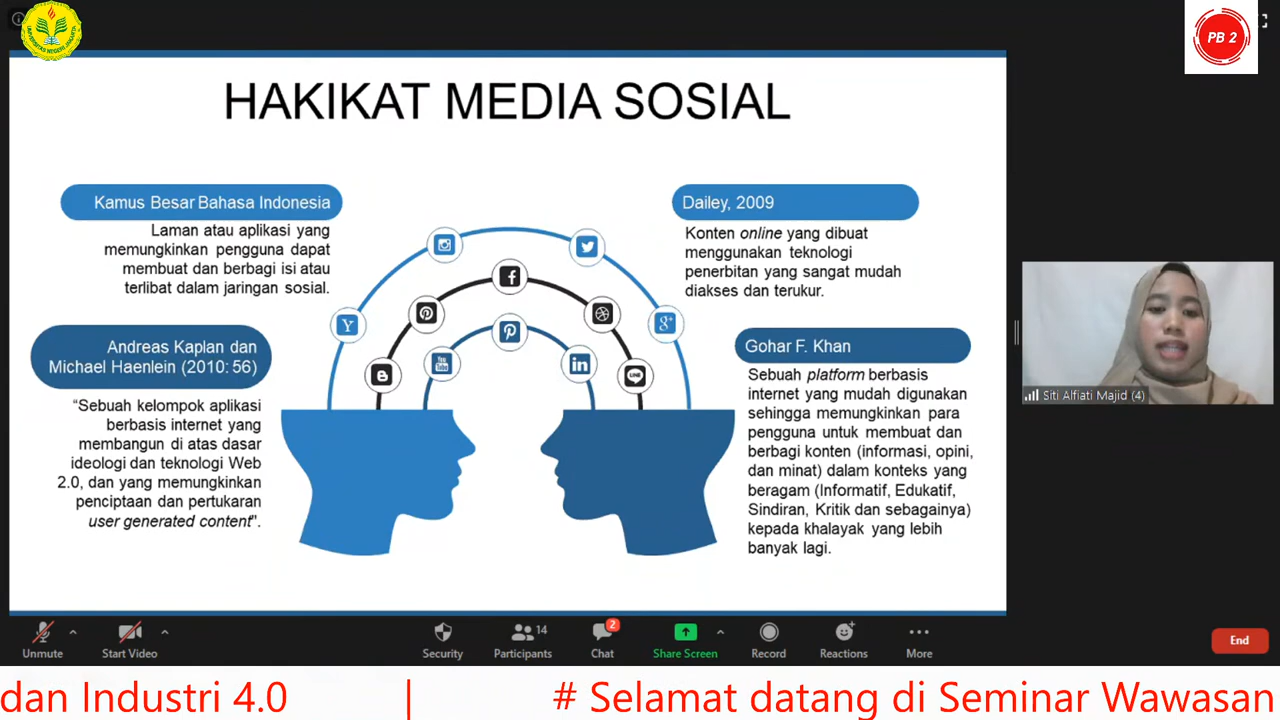 UNIVERSITAS NEGERI JAKARTA
PB 2
HAKIKAT MEDIA SOSIAL
Kamus Besar Bahasa Indonesia
Laman atau aplikasi yang
memungkinkan pengguna dapat
membuat dan berbagi isi atau
terlibat dalam jaringan sosial.
Andreas Kaplan dan
Michael Haenlein (2010: 56)
“Sebuah kelompok aplikasi
berbasis internet yang
membangun di atas dasar
ideologi dan teknologi Web
2.0, dan yang memungkinkan
penciptaan dan pertukaran
user generated content”.
You
Tube
in
LINE
Dailey, 2009
Konten online yang dibuat
menggunakan teknologi
penerbitan yang sangat mudah
diakses dan terukur.
Gohar F. Khan
Sebuah platform berbasis
internet yang mudah digunakan
sehingga memungkinkan para
pengguna untuk membuat dan
berbagi konten (informasi, opini,
dan minat) dalam konteks yang
beragam (Informatif, Edukatif,
Sindiran, Kritik dan sebagainya)
kepada khalayak yang lebih
banyak lagi.
Siti Alfiati Majid (4)
Unmute
Start Video
Security
14
Participants
2
Chat
Share Screen
Record
Reactions
More
End
dan Industri 4.0 | # Selamat datang di Seminar Wawasan